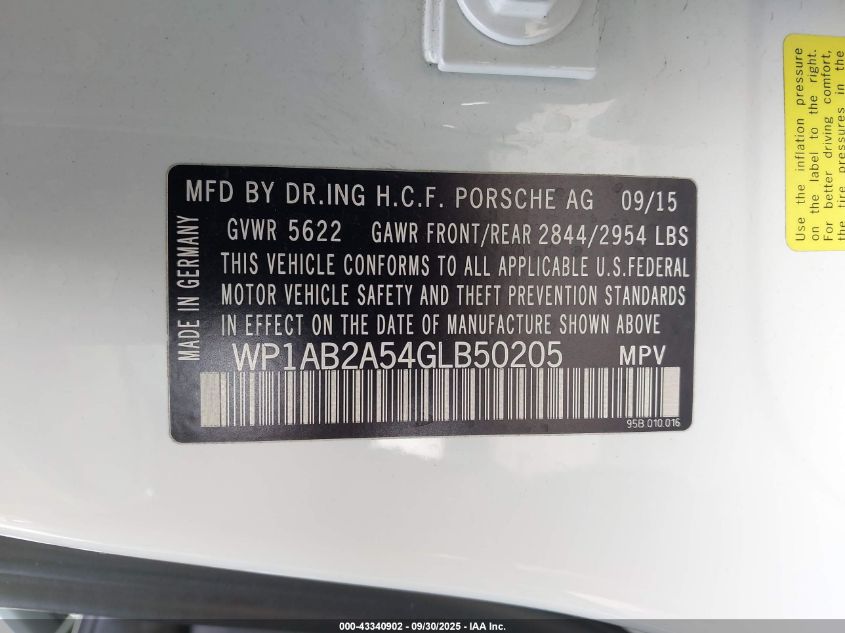 MFD BY DR.ING H.C.F. PORSCHE AG 09/15
GVWR 5622 GAWR FRONT/REAR 2844/2954 LBS
THIS VEHICLE CONFORMS TO ALL APPLICABLE U.S.FEDERAL
MOTOR VEHICLE SAFETY AND THEFT PREVENTION STANDARDS
IN EFFECT ON THE DATE OF MANUFACTURE SHOWN ABOVE
WP1AB2A54GLB50205 MPV
95B.010.016
MADE IN GERMANY
Use the inflation pressure
on the label to the right.
For better driving comfort,
the tire pressures in the
000-43340902 - 09/30/2025 - IAA Inc.